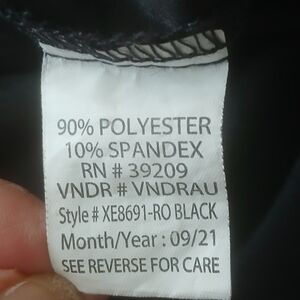 90% POLYESTER
10% SPANDEX
RN # 39209
VNDR # VNDRAU
Style # XE8691-RO BLACK
Month/Year : 09/21
SEE REVERSE FOR CARE